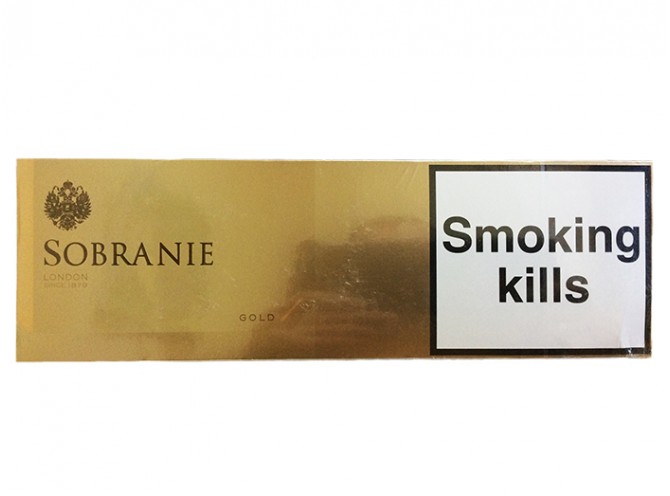 SOBRANIE
LONDON
SINCE 1879
GOLD
Smoking
kills